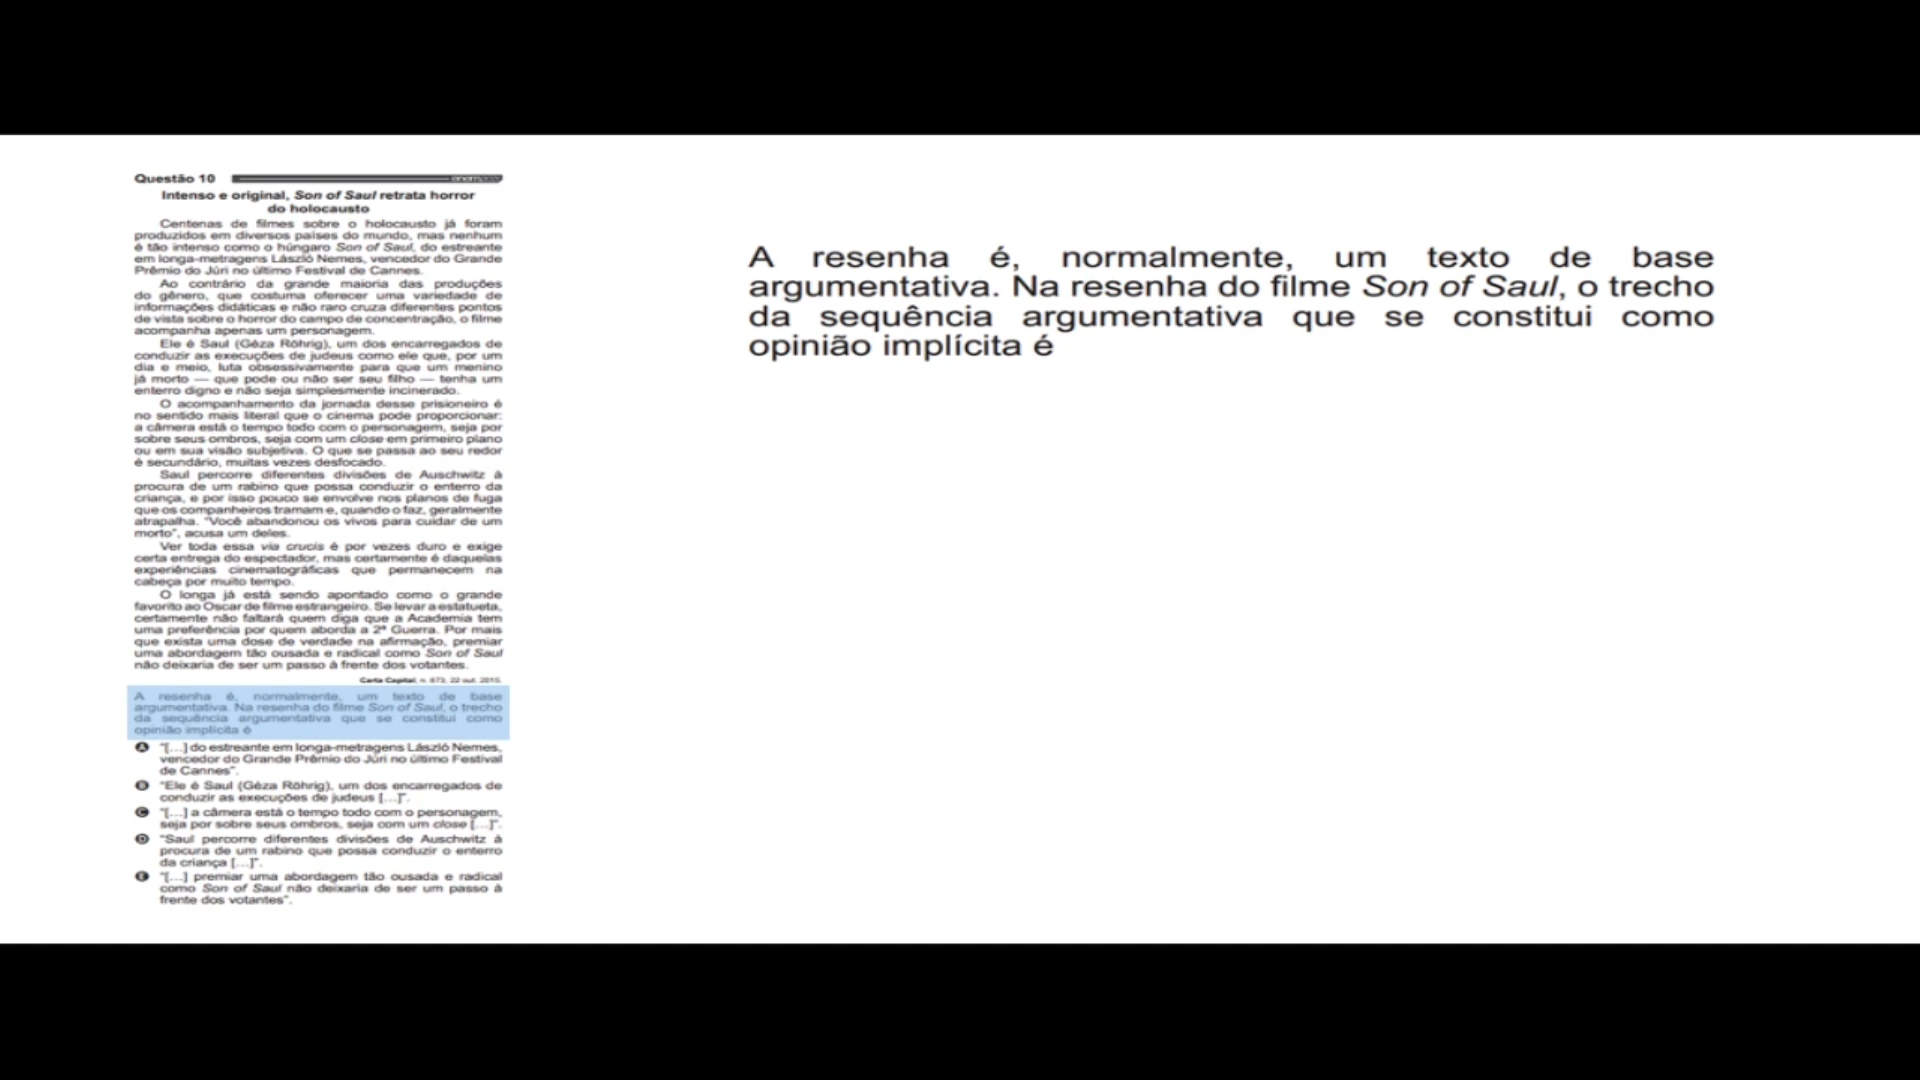 Questão 10
Intenso e original, Son of Saul retrata horror
do holocausto
Centenas de filmes sobre o holocausto já foram
produzidos em diversos países do mundo, mas nenhum
é tão intenso como o húngaro Son of Saul, do estreante
em longa-metragens László Nemes, vencedor do Grande
Prêmio do Júri no último Festival de Cannes.
Ao contrário da grande maioria das produções
do gênero, que costuma oferecer uma variedade de
informações didáticas e não raro cruza diferentes pontos
de vista sobre o horror do campo de concentração, o filme
acompanha apenas um personagem.
Ele é Saul (Géza Röhrig), um dos encarregados de
conduzir as execuções de judeus como ele que, por um
dia e meio, luta obsessivamente para que um menino
já morto — que pode ou não ser seu filho — tenha um
enterro digno e não seja simplesmente incinerado.
O acompanhamento da jornada desse prisioneiro é
no sentido mais literal que o cinema pode proporcionar:
a câmera está o tempo todo com o personagem, seja por
sobre seus ombros, seja com um close em primeiro plano
ou em sua visão subjetiva. O que se passa ao seu redor
é secundário, muitas vezes desfocado.
Saul percorre diferentes divisões de Auschwitz à
procura de um rabino que possa conduzir o enterro da
criança, e por isso pouco se envolve nos planos de fuga
que os companheiros tramam e, quando o faz, geralmente
atrapalha. "Você abandonou os vivos para cuidar de um
morto", acusa um deles.
Ver toda essa via crucis é por vezes duro e exige
certa entrega do espectador, mas certamente é daquelas
experiências cinematográficas que permanecem na
cabeça por muito tempo.
O longa já está sendo apontado como o grande
favorito ao Oscar de filme estrangeiro. Se levar a estatueta,
certamente não faltará quem diga que a Academia tem
uma preferência por quem aborda a 2ª Guerra. Por mais
que exista uma dose de verdade na afirmação, premiar
uma abordagem tão ousada e radical como Son of Saul
não deixaria de ser um passo à frente dos votantes.
Carta Capital, n. 873, 22 out. 2015.
A resenha é, normalmente, um texto de base
argumentativa. Na resenha do filme Son of Saul, o trecho
da sequência argumentativa que se constitui como
opinião implícita é
A "[...] do estreante em longa-metragens László Nemes,
vencedor do Grande Prêmio do Júri no último Festival
de Cannes".
B "Ele é Saul (Géza Röhrig), um dos encarregados de
conduzir as execuções de judeus [...]".
C "[...] a câmera está o tempo todo com o personagem,
seja por sobre seus ombros, seja com um close [...]".
D "Saul percorre diferentes divisões de Auschwitz à
procura de um rabino que possa conduzir o enterro
da criança [...]".
E "[...] premiar uma abordagem tão ousada e radical
como Son of Saul não deixaria de ser um passo à
frente dos votantes".
A resenha é, normalmente, um texto de base
argumentativa. Na resenha do filme Son of Saul, o trecho
da sequência argumentativa que se constitui como
opinião implícita é